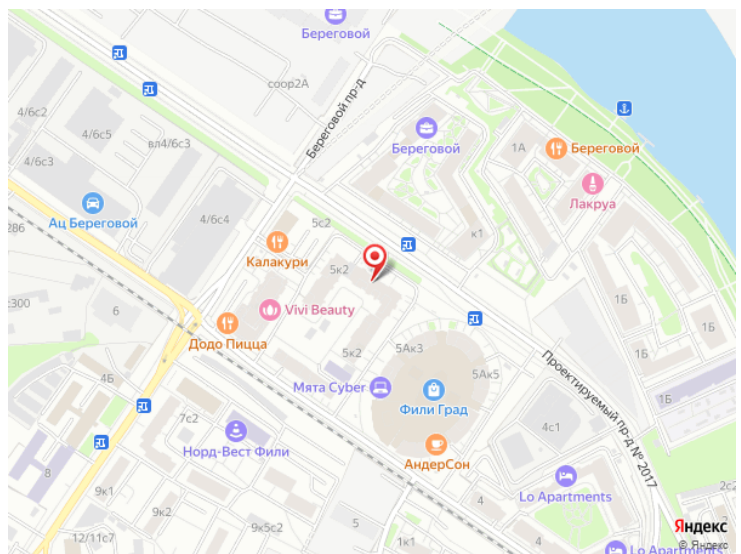 Береговой
соор2А
4/6с2
4/6с5
вл4/6с3
4/6с3
Береговой пр-д
Береговой
1А
Береговой
Лакруа
Ац Береговой
4/6с4
5с2
к1
286
Калакури
5к2
с300
6
Vivi Beauty
1Б
1Б
Додо Пицца
5к2
5Ак3
1Б
4Б
Мята Cyber
5Ак5
Фили Град
1Б
Проектируемый пр-д № 2017
8
7с2
4с1
Норд-Вест Фили
АндерСон
9к1
Lo Apartments
2с2
4
4
12/11с7
9к5с2
5
1к1
Lo Apartments
Яндекс
© Яндекс